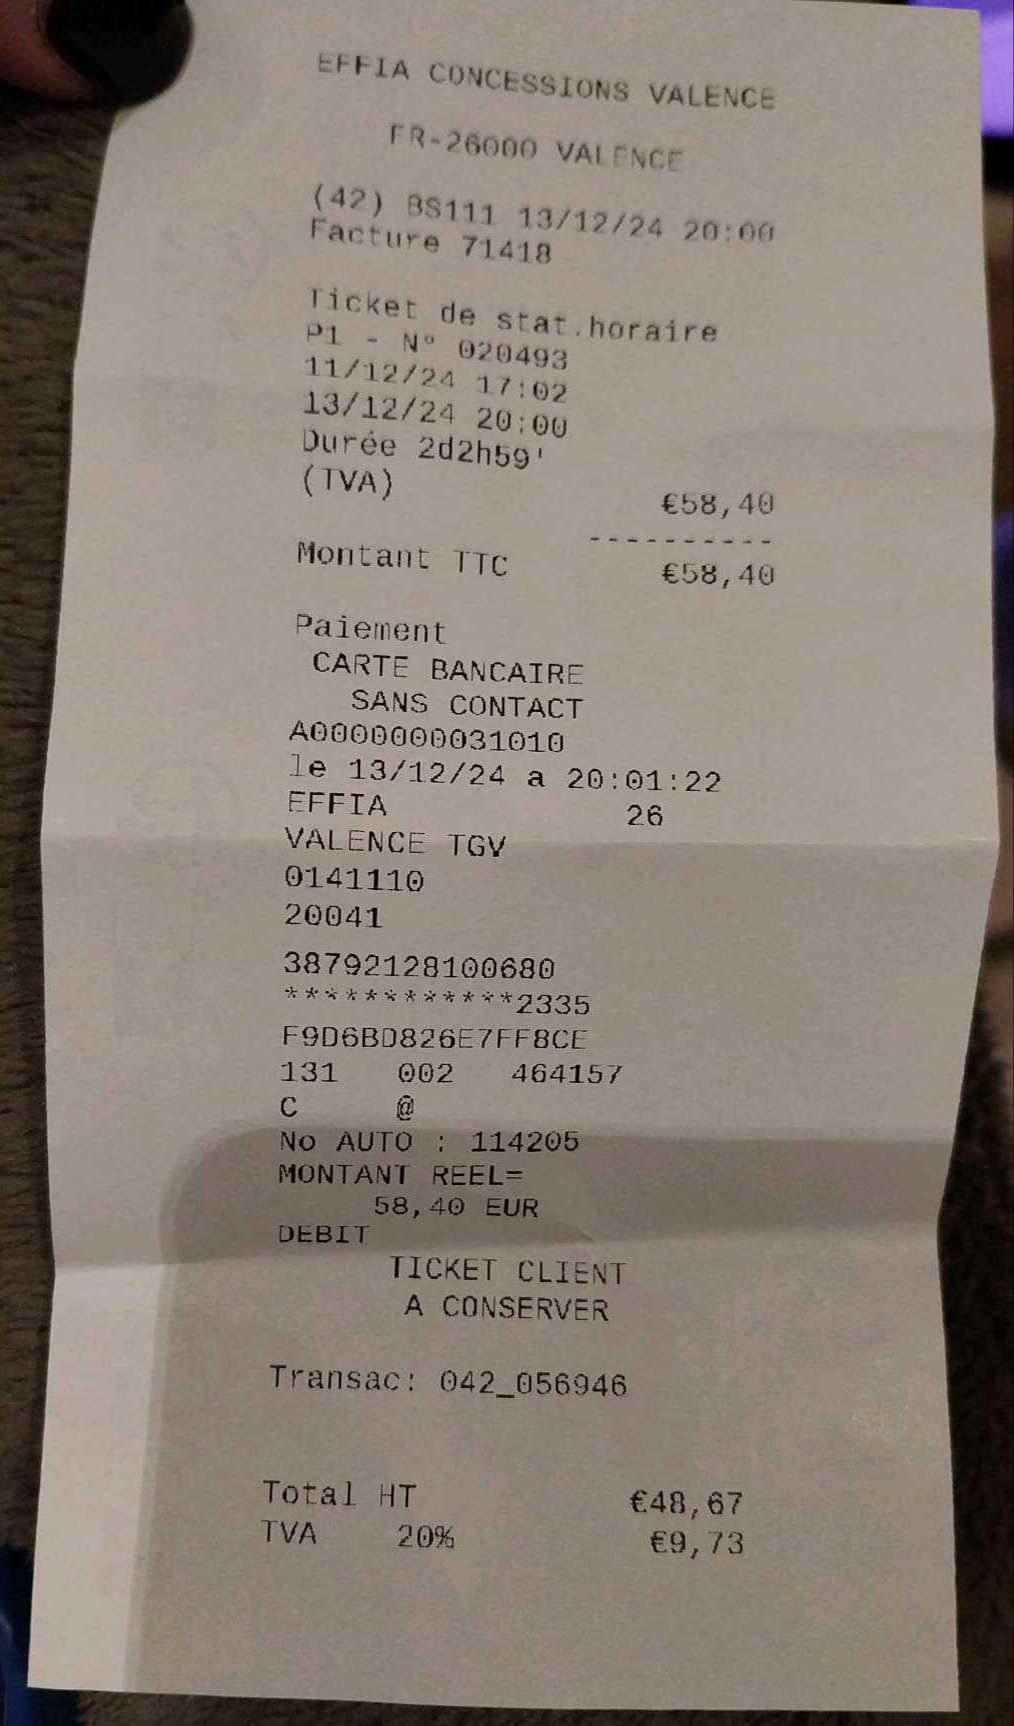 EFFIA CONCESSIONS VALENCE
FR-26000 VALENCE
(42) BS111 13/12/24 20:00
Facture 71418
Ticket de stat.horaire
P1 - N° 020493
11/12/24 17:02
13/12/24 20:00
Durée 2d2h59'
(TVA) €58,40
----------
Montant TTC €58,40
Paiement
CARTE BANCAIRE
SANS CONTACT
A0000000031010
le 13/12/24 a 20:01:22
EFFIA 26
VALENCE TGV
0141110
20041
38792128100680
************2335
F9D6BD826E7FF8CE
131 002 464157
C @
No AUTO : 114205
MONTANT REEL=
58,40 EUR
DEBIT
TICKET CLIENT
A CONSERVER
Transac: 042_056946
Total HT €48,67
TVA 20% €9,73